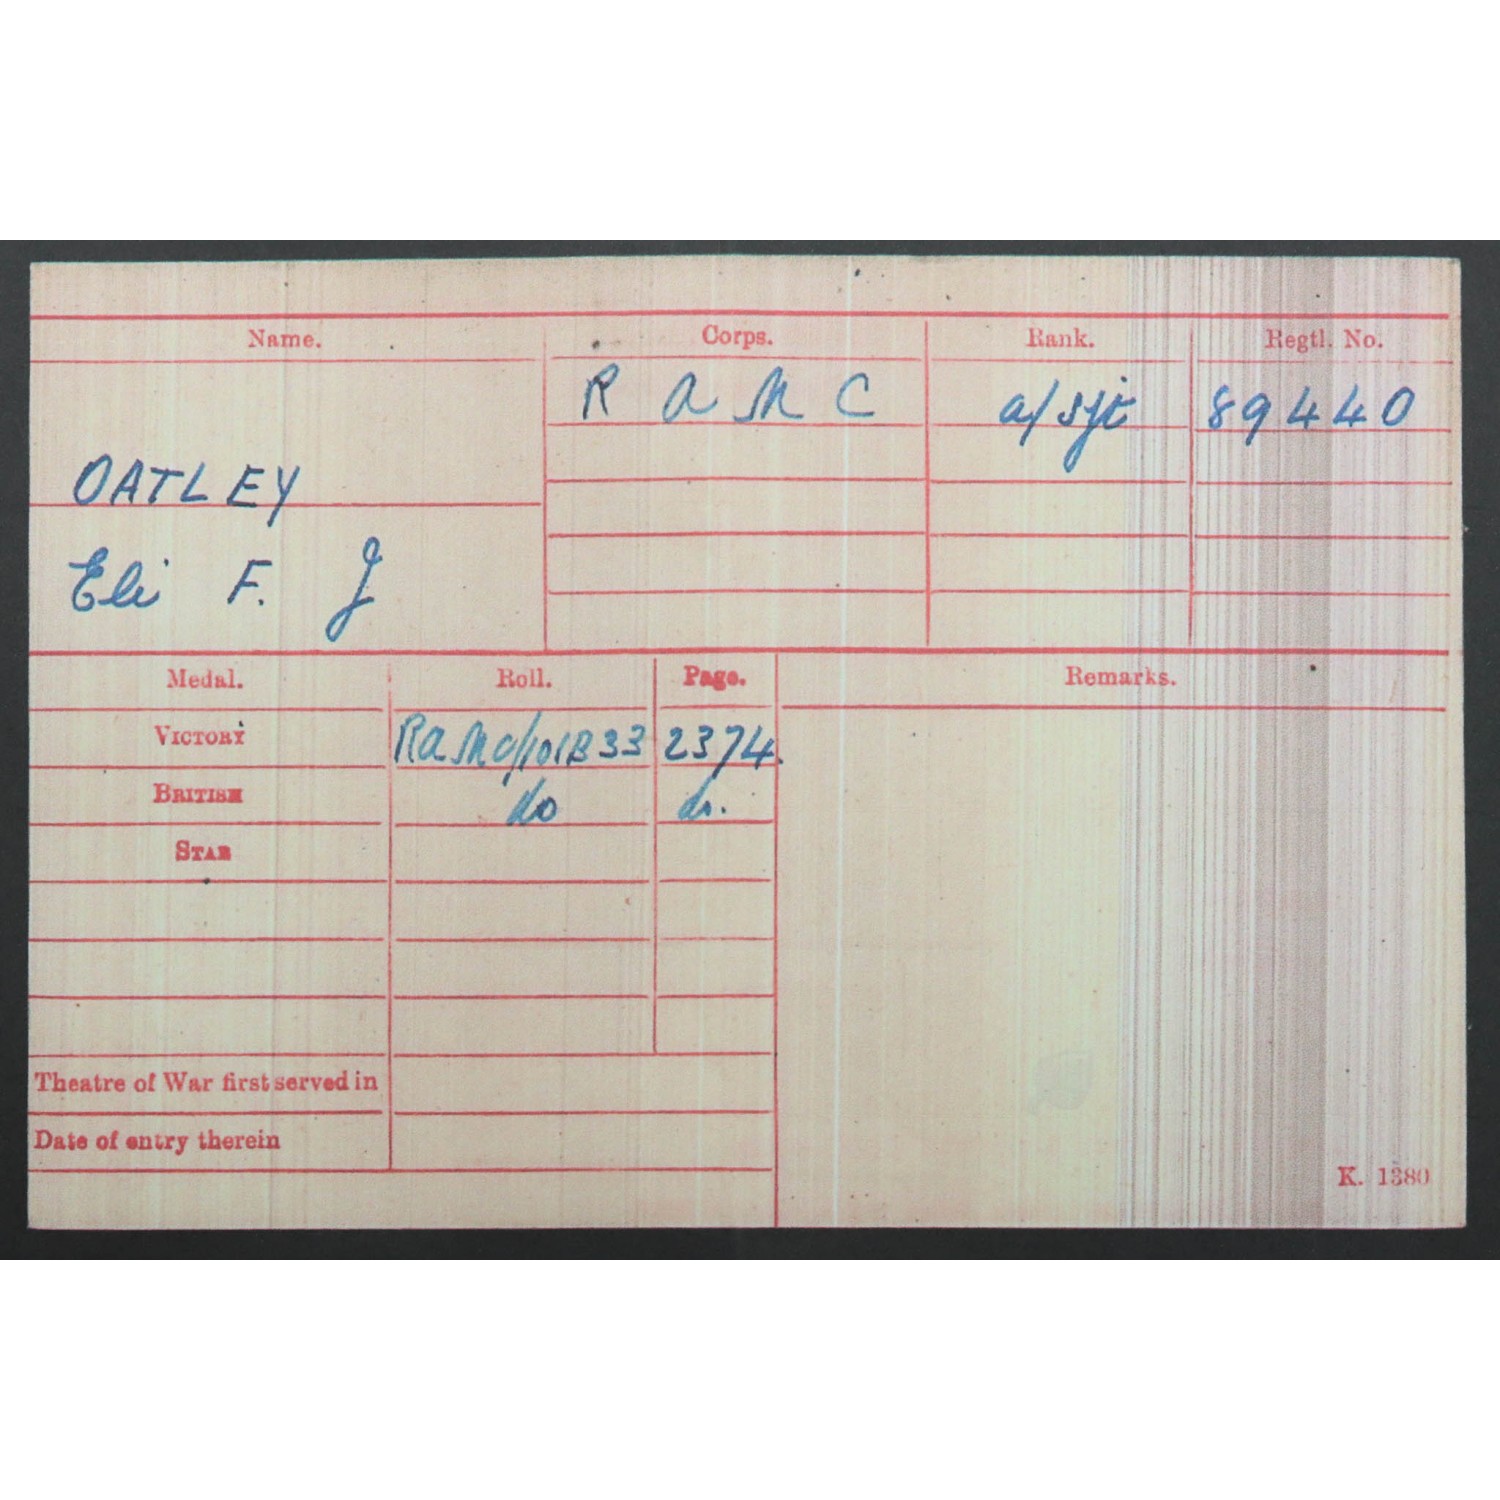 Name. Corps. Rank. Regtl. No.
R A M C a/Sjt 89440
OATLEY
Eli F. J
Medal. Roll. Page. Remarks.
VICTORY RAMC/101B33 2374.
BRITISH do do.
STAR
Theatre of War first served in
Date of entry therein
K. 1380